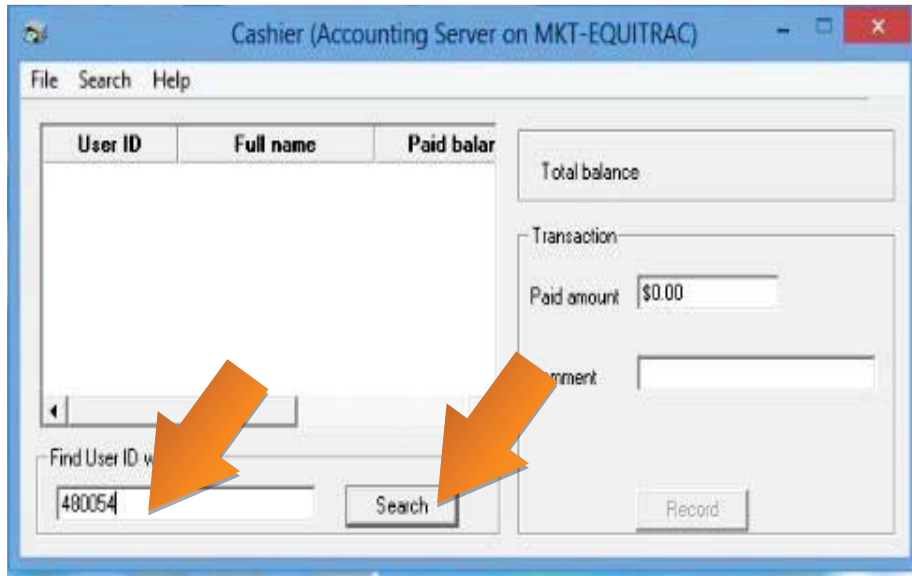 Cashier (Accounting Server on MKT-EQUITRAC)
File Search Help
User ID Full name Paid balar
Total balance
Transaction
Paid amount $0.00
mment
Find User ID w
480054 Search
Record